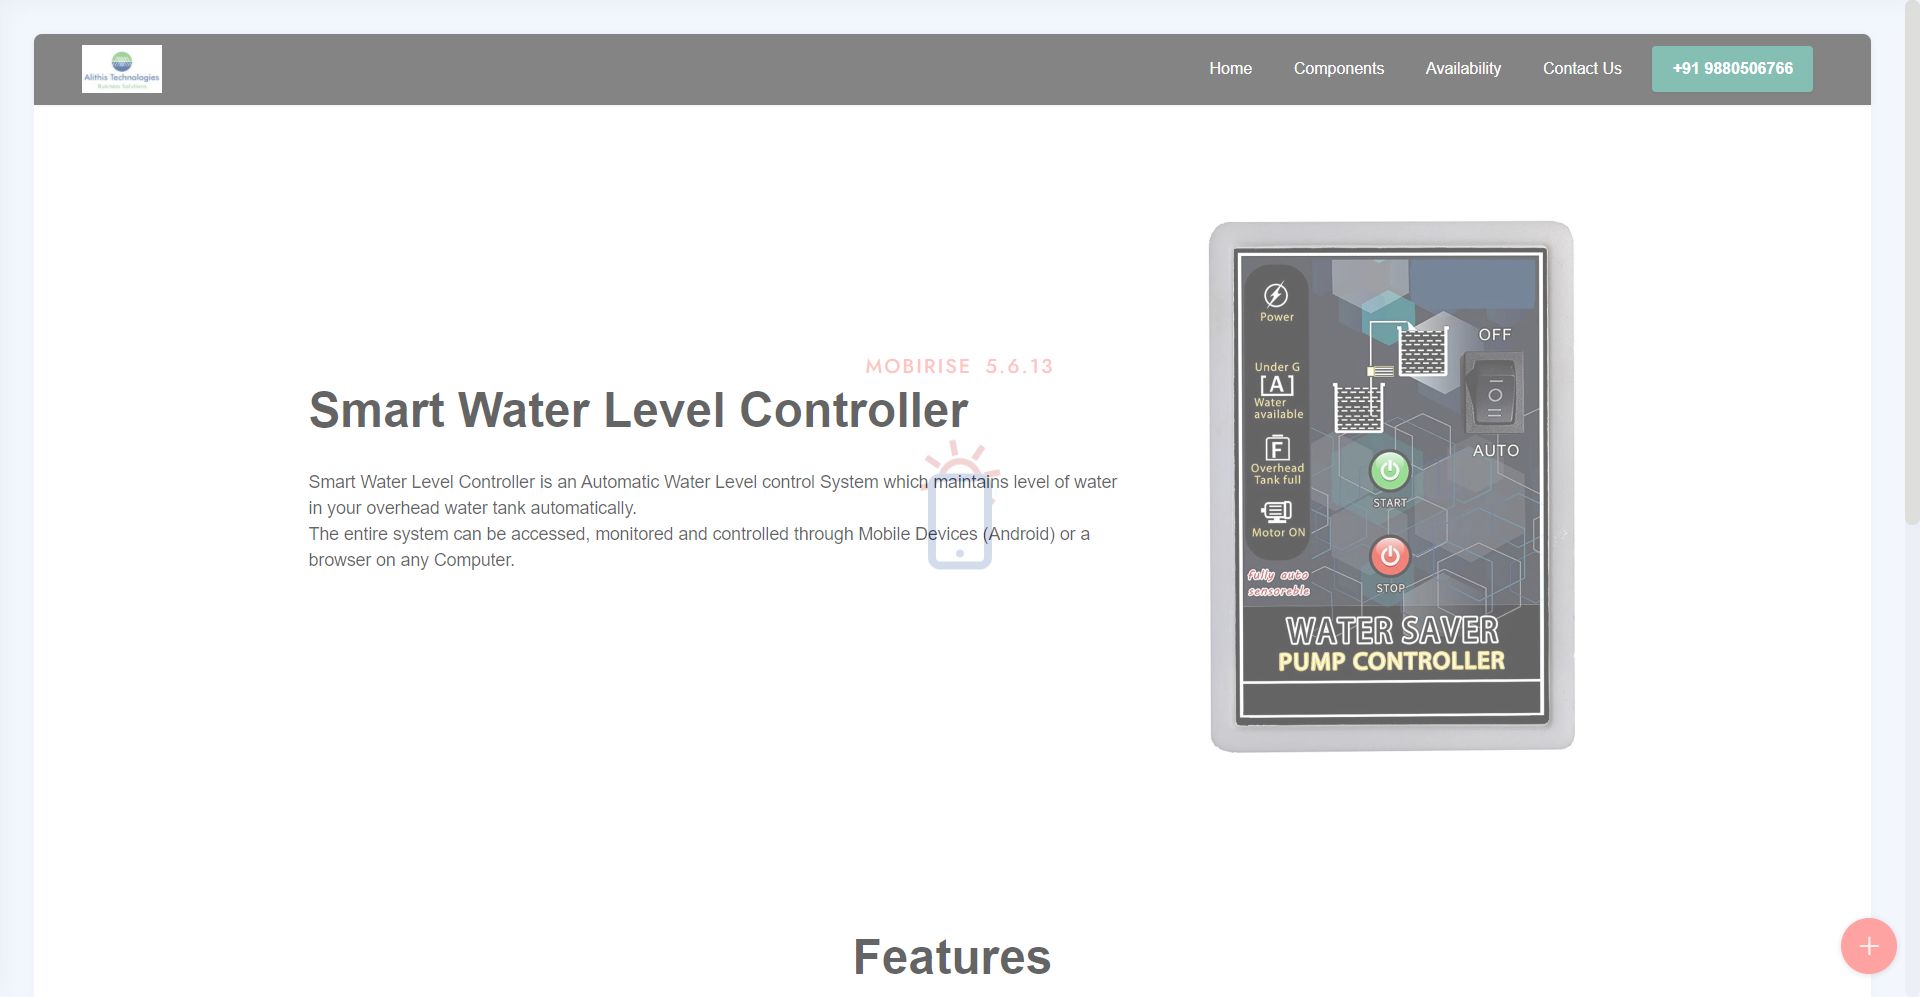 Alithis Technologies
Business Solutions
Home
Components
Availability
Contact Us
+91 9880506766
MOBIRISE 5.6.13
Smart Water Level Controller
Smart Water Level Controller is an Automatic Water Level control System which maintains level of water
in your overhead water tank automatically.
The entire system can be accessed, monitored and controlled through Mobile Devices (Android) or a
browser on any Computer.
Power
Under G
[A]
Water
available
F
Overhead
Tank full
Motor ON
fully auto
sensoreble
OFF
AUTO
START
STOP
WATER SAVER
PUMP CONTROLLER
Features